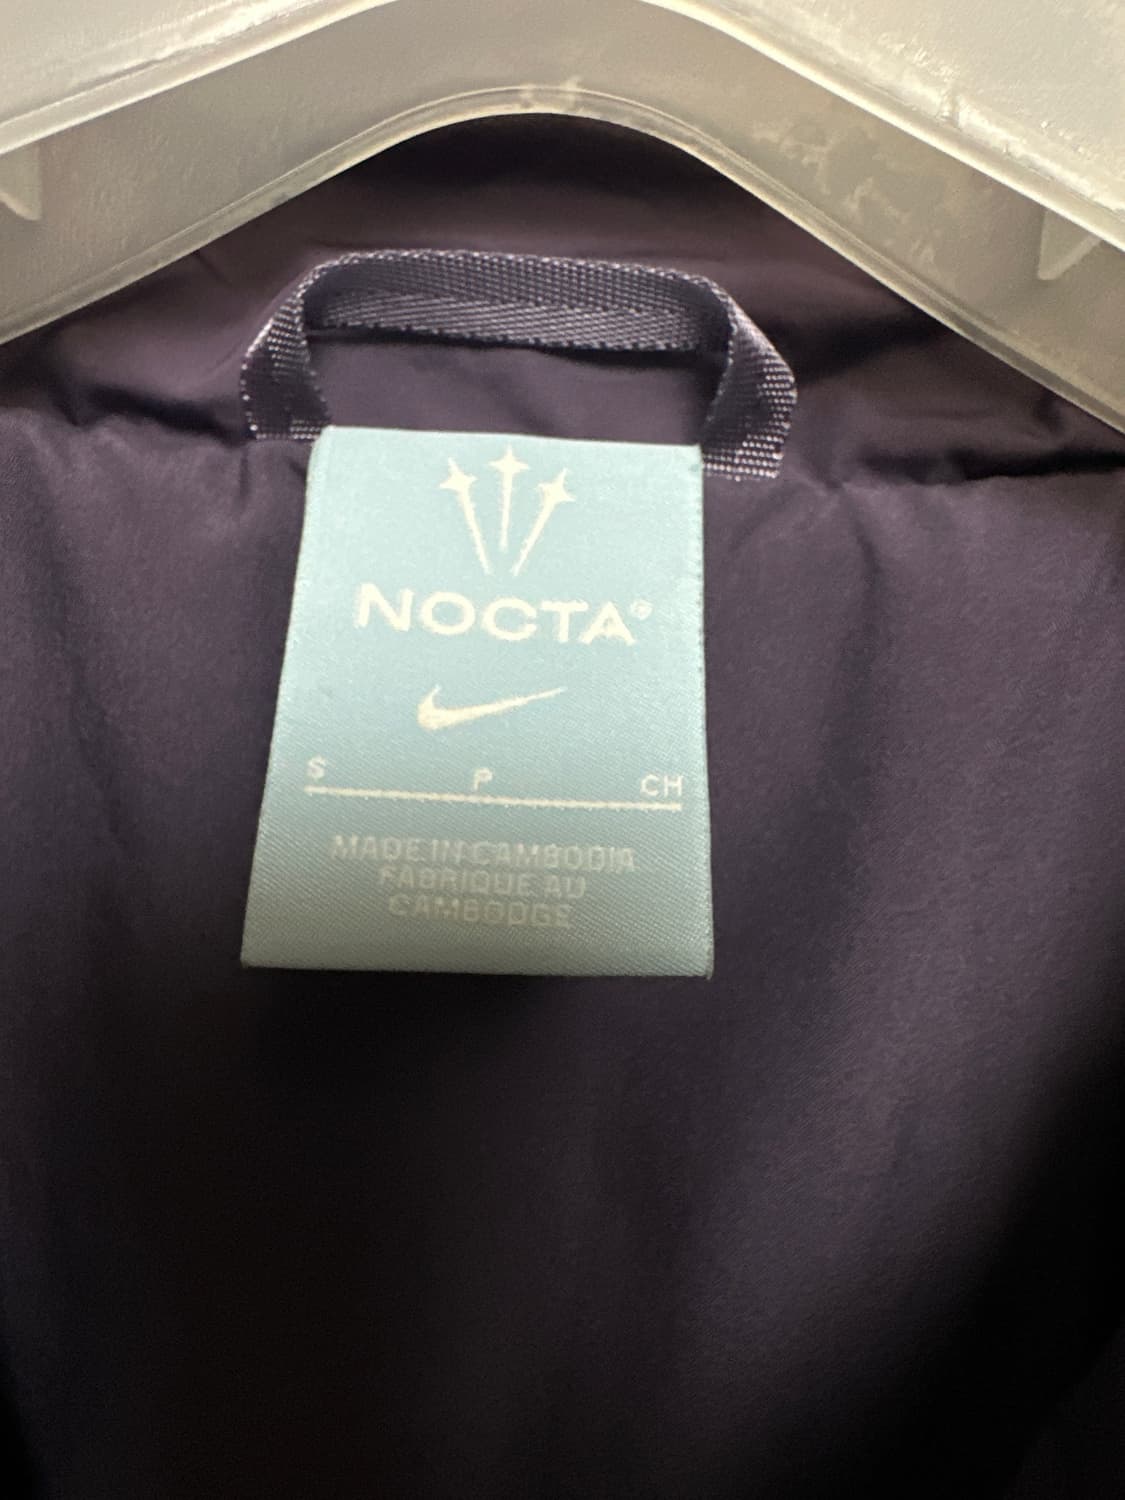 NOCTA®
S P CH
MADE IN CAMBODIA
FABRIQUE AU
CAMBODGE